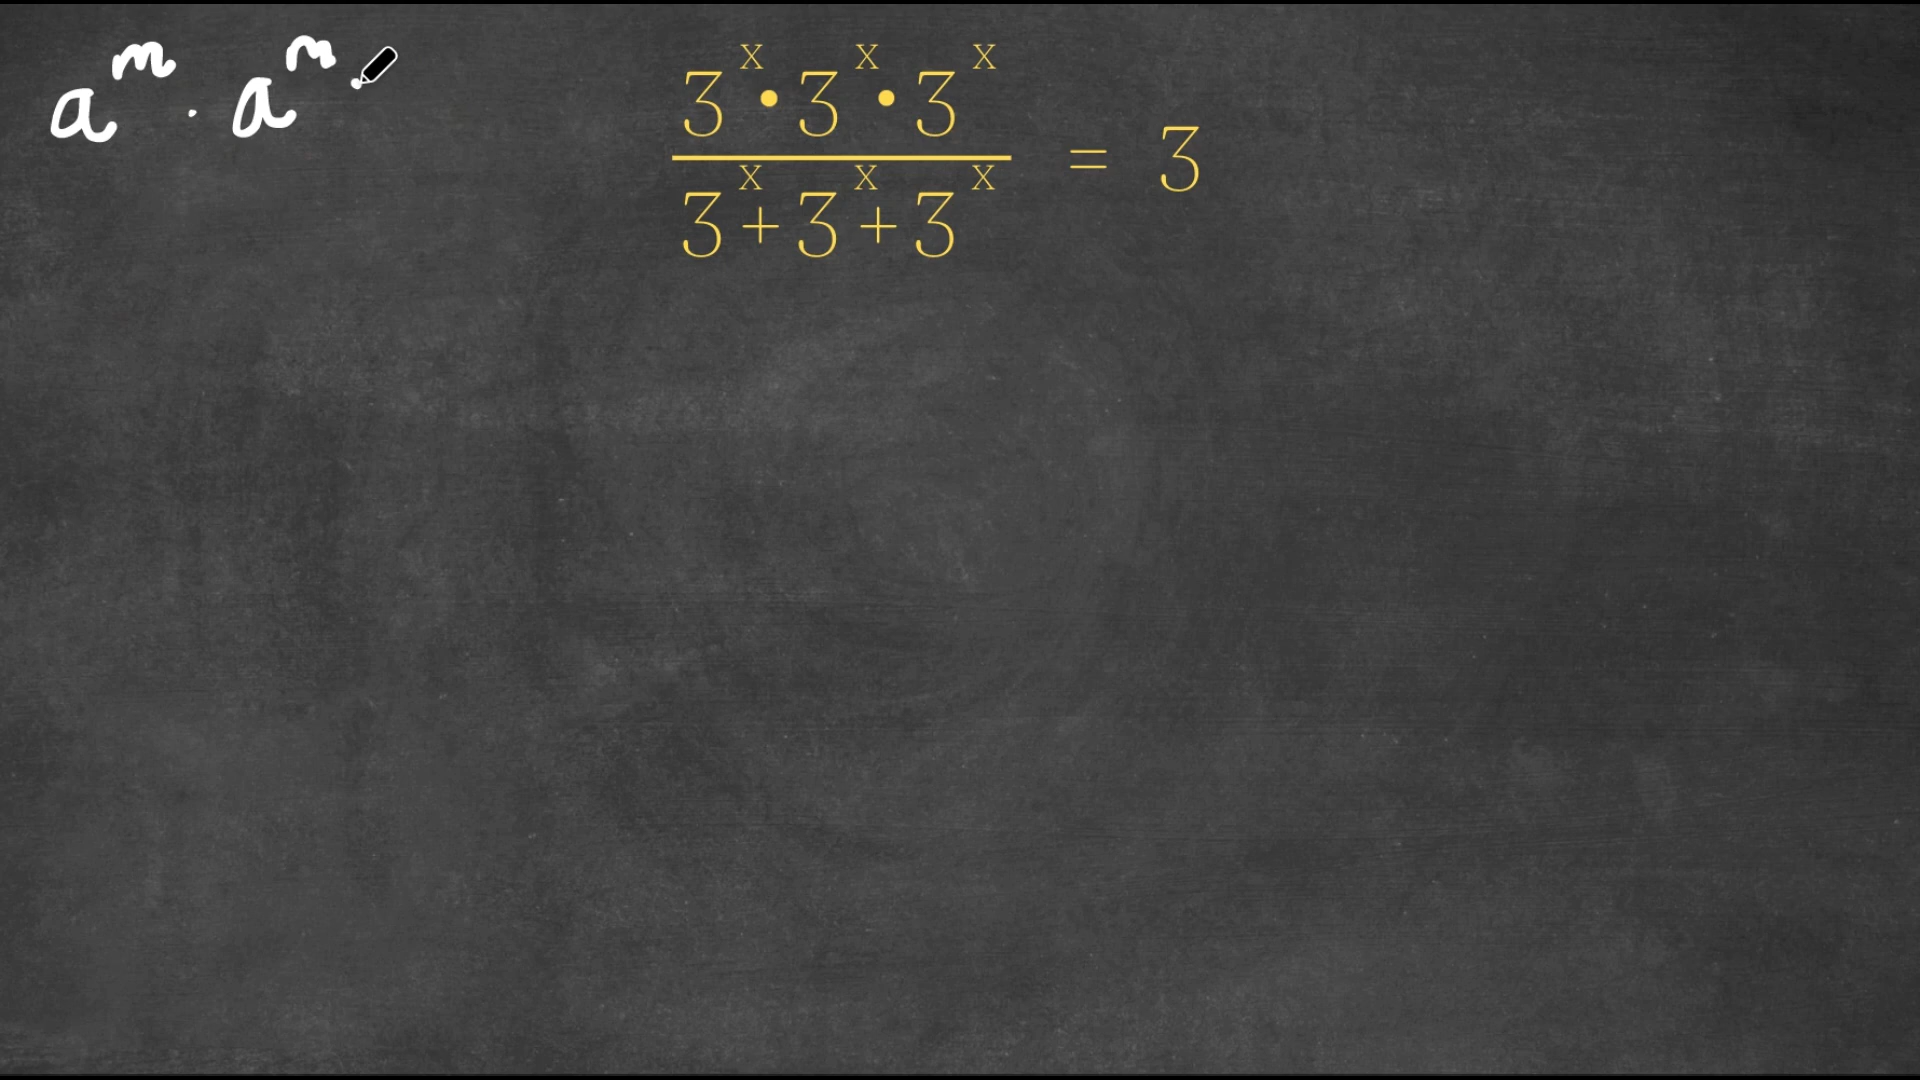 aᵐ · aⁿ
3ˣ • 3ˣ • 3ˣ
3ˣ + 3ˣ + 3ˣ
= 3